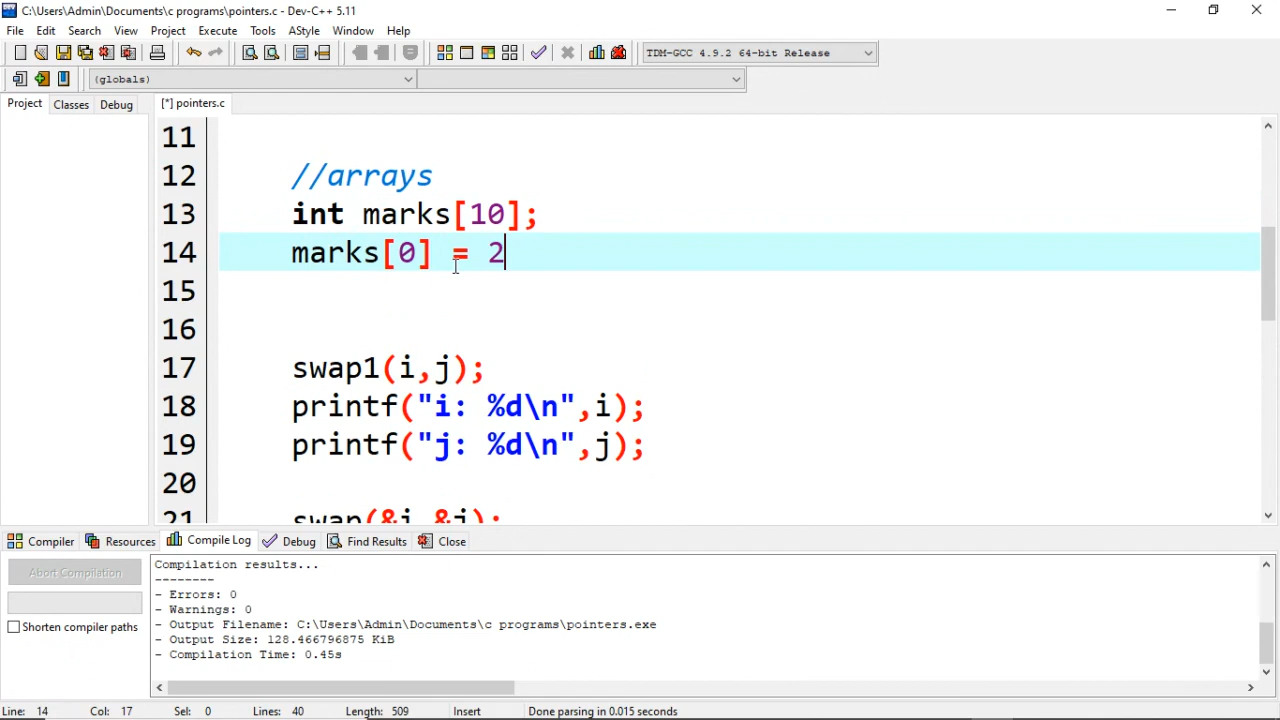 C:\Users\Admin\Documents\c programs\pointers.c - Dev-C++ 5.11
File Edit Search View Project Execute Tools AStyle Window Help
TDM-GCC 4.9.2 64-bit Release
(globals)
Project Classes Debug [*] pointers.c
11
12 //arrays
13 int marks[10];
14 marks[0] = 2
15
16
17 swap1(i,j);
18 printf("i: %d\n",i);
19 printf("j: %d\n",j);
20
21 swap(&i,&j);
Compiler Resources Compile Log Debug Find Results Close
Abort Compilation
Shorten compiler paths
Compilation results...
--------
- Errors: 0
- Warnings: 0
- Output Filename: C:\Users\Admin\Documents\c programs\pointers.exe
- Output Size: 128.466796875 KiB
- Compilation Time: 0.45s
Line: 14 Col: 17 Sel: 0 Lines: 40 Length: 509 Insert Done parsing in 0.015 seconds